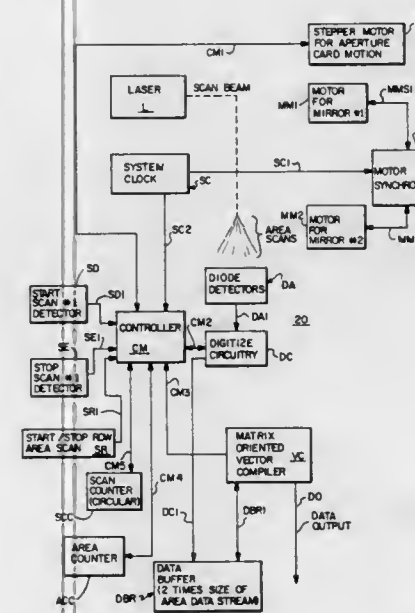 CM1
STEPPER MOTOR
FOR APERTURE
CARD MOTION
LASER
L
SCAN BEAM
MM1
MOTOR
FOR
MIRROR #1
MMS1
SYSTEM
CLOCK
SC
SC1
MOTOR
SYNCHRO
SC2
MM2
MOTOR FOR
MIRROR #2
MM
AREA
SCANS
SD
START
SCAN #1
DETECTOR
SD1
DIODE
DETECTORS
DA
SE
SE1
CONTROLLER
CM
CM2
DA1
20
STOP
SCAN #1
DETECTOR
DIGITIZE
CIRCUITRY
DC
CM3
SR1
START/STOP ROW
AREA SCAN
SR
CM5
CM4
MATRIX
ORIENTED
VECTOR
COMPILER
VC
SCAN
COUNTER
(CIRCULAR)
SCC
DC1
DBR1
DO
DATA
OUTPUT
AREA
COUNTER
ACC
DBR
DATA
BUFFER
(2 TIMES SIZE OF
AREA DATA STREAM)